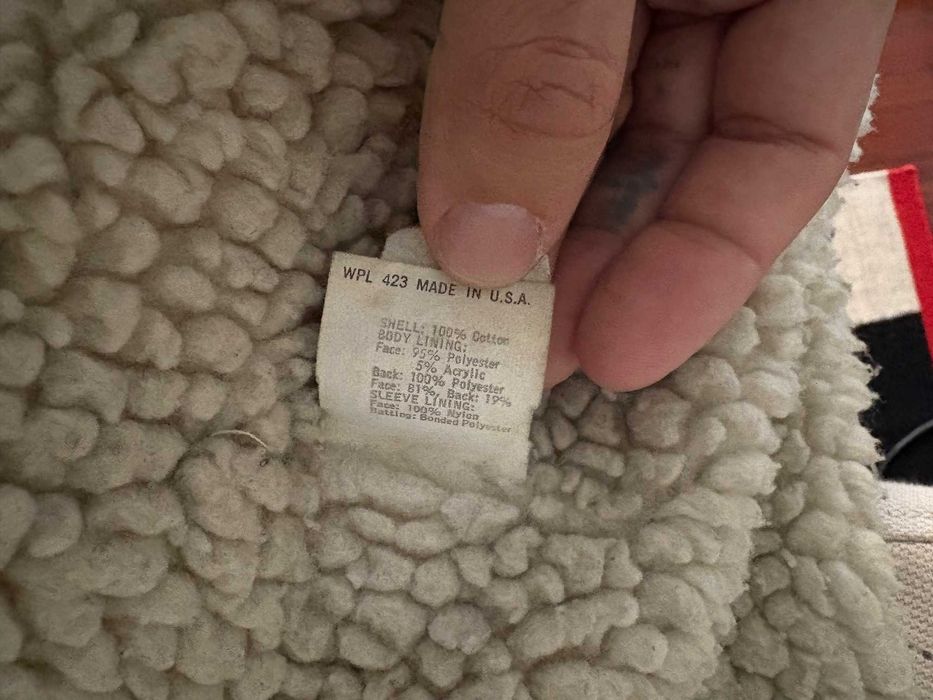 WPL 423 MADE IN U.S.A.
SHELL: 100% Cotton
BODY LINING:
Face: 95% Polyester
5% Acrylic
Back: 100% Polyester
Face: 81%, Back: 19%
SLEEVE LINING:
Face: 100% Nylon
Batting: Bonded Polyester